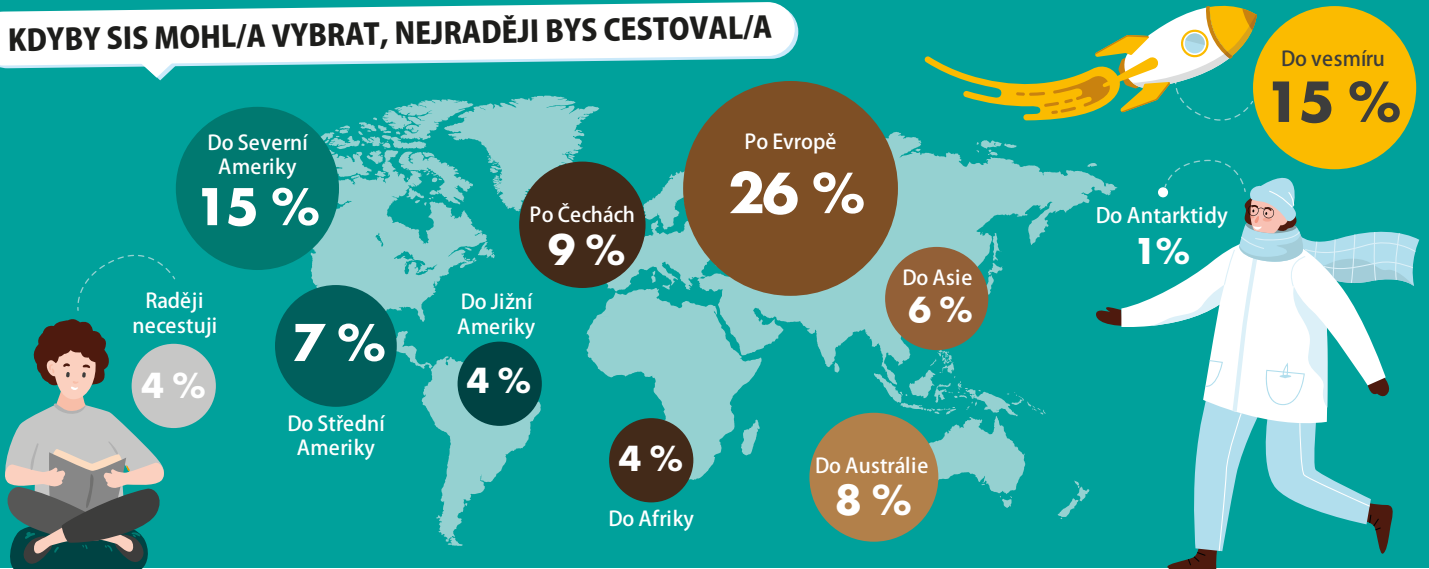 KDYBY SIS MOHL/A VYBRAT, NEJRADĚJI BYS CESTOVAL/A
Do vesmíru
15 %
Do Severní
Ameriky
15 %
Po Evropě
26 %
Po Čechách
9 %
Do Antarktidy
1%
Do Asie
6 %
Raději
necestuji
4 %
7 %
Do Střední
Ameriky
Do Jižní
Ameriky
4 %
4 %
Do Afriky
Do Austrálie
8 %